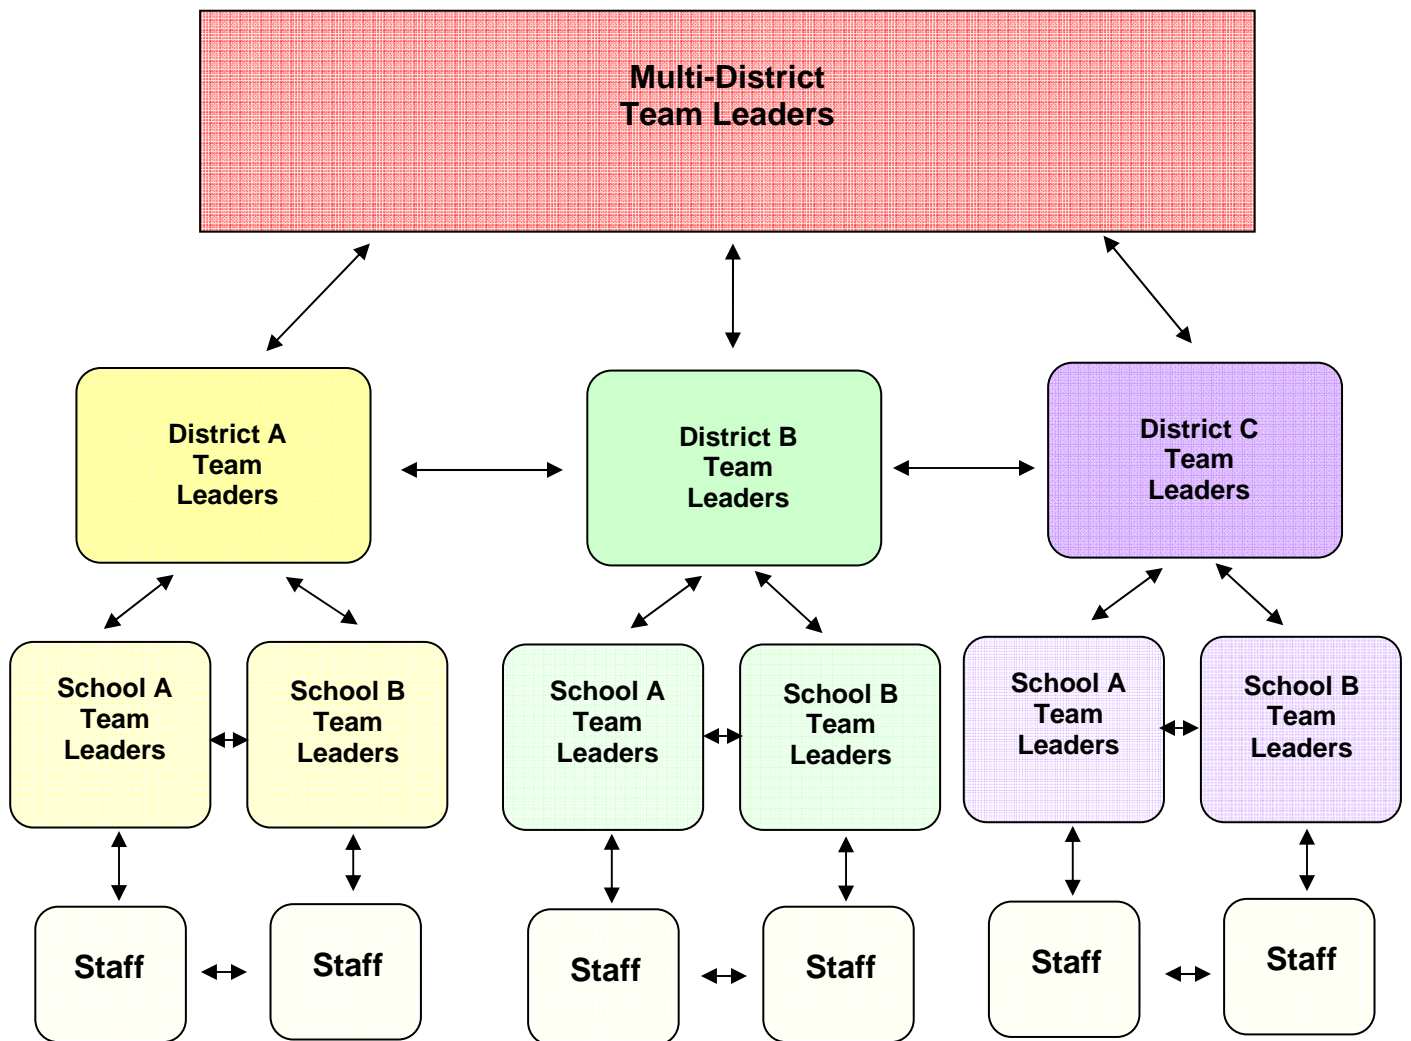 Multi-District
Team Leaders
District A
Team
Leaders
District B
Team
Leaders
District C
Team
Leaders
School A
Team
Leaders
School B
Team
Leaders
School A
Team
Leaders
School B
Team
Leaders
School A
Team
Leaders
School B
Team
Leaders
Staff
Staff
Staff
Staff
Staff
Staff